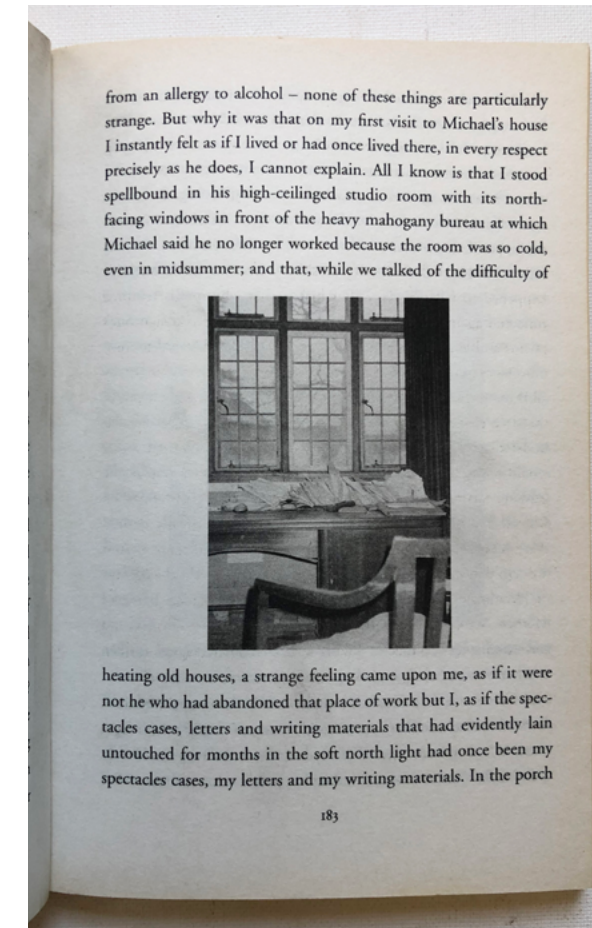 from an allergy to alcohol – none of these things are particularly
strange. But why it was that on my first visit to Michael's house
I instantly felt as if I lived or had once lived there, in every respect
precisely as he does, I cannot explain. All I know is that I stood
spellbound in his high-ceilinged studio room with its north-
facing windows in front of the heavy mahogany bureau at which
Michael said he no longer worked because the room was so cold,
even in midsummer; and that, while we talked of the difficulty of
heating old houses, a strange feeling came upon me, as if it were
not he who had abandoned that place of work but I, as if the spec-
tacles cases, letters and writing materials that had evidently lain
untouched for months in the soft north light had once been my
spectacles cases, my letters and my writing materials. In the porch
183